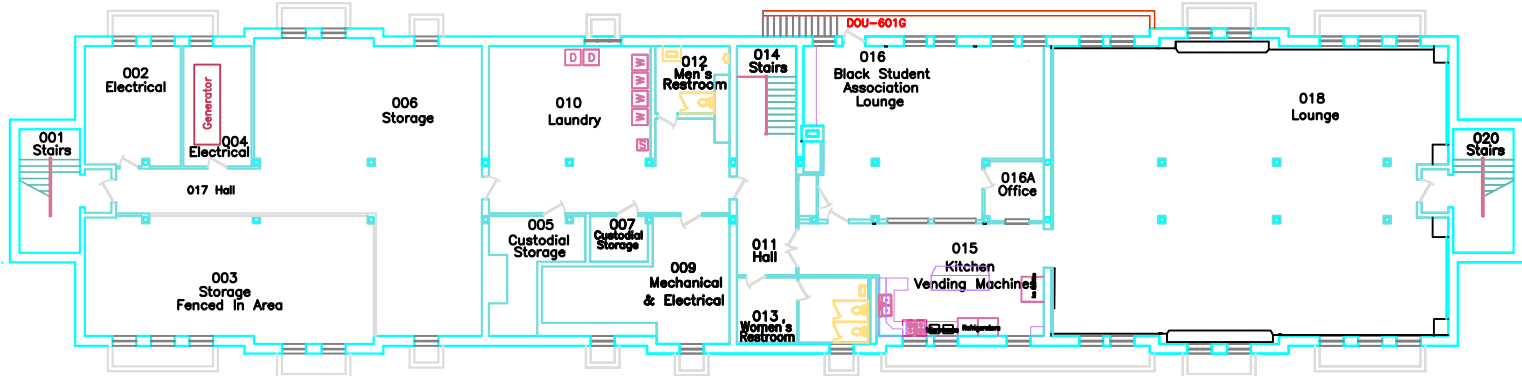 DOU-601G
002
Electrical
Generator
004
Electrical
006
Storage
001
Stairs
017 Hall
003
Storage
Fenced In Area
D D
W
W
W
W
S
010
Laundry
012
Men's
Restroom
014
Stairs
016
Black Student
Association
Lounge
016A
Office
018
Lounge
020
Stairs
005
Custodial
Storage
007
Custodial
Storage
009
Mechanical
& Electrical
011
Hall
013
Women's
Restroom
015
Kitchen
Vending Machines
Refrigerators